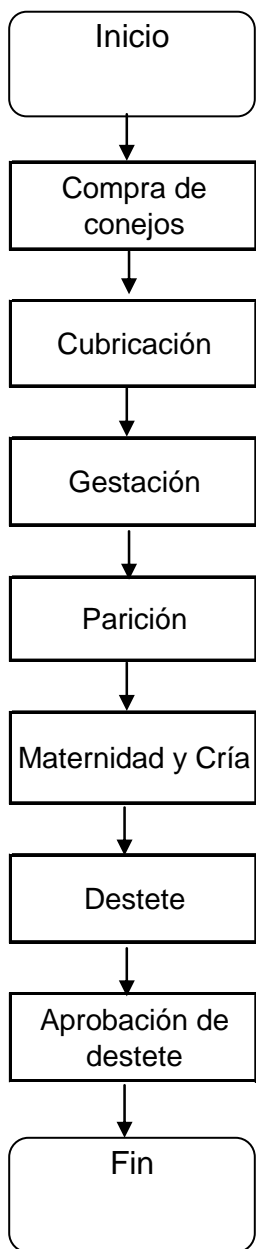 Inicio
Compra de
conejos
Cubricación
Gestación
Parición
Maternidad y Cría
Destete
Aprobación de
destete
Fin